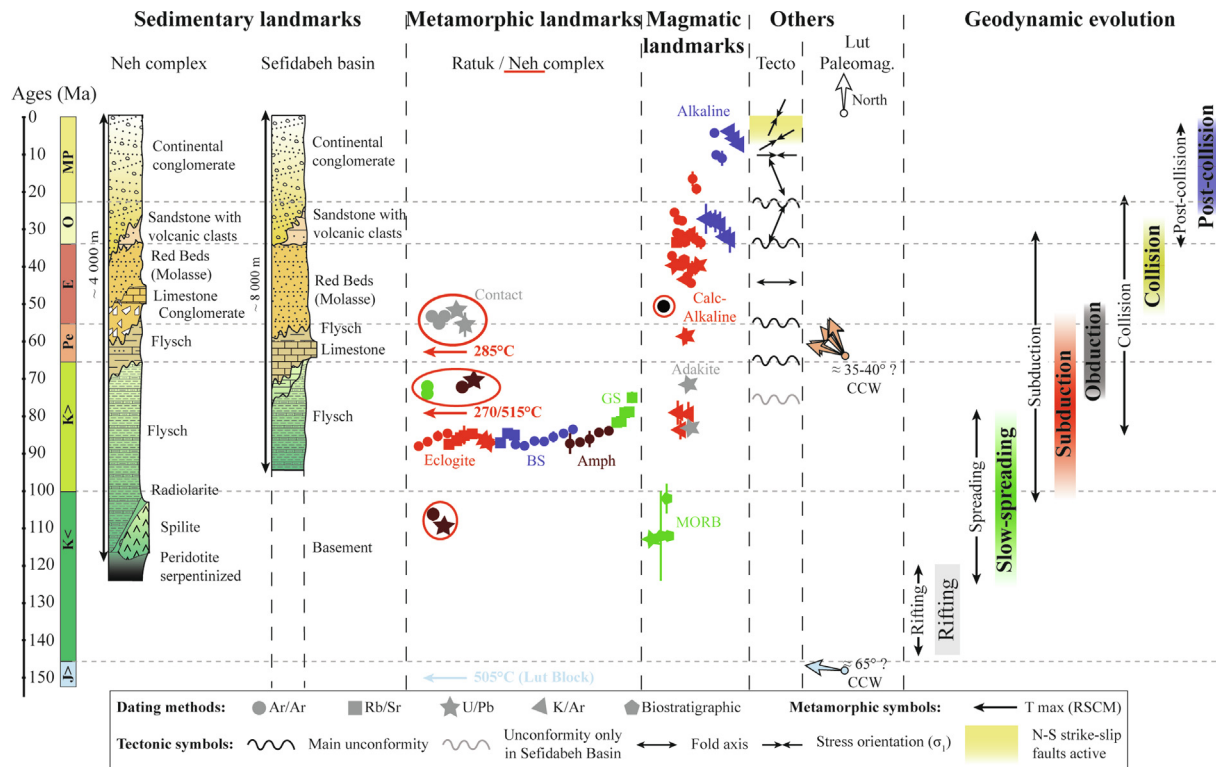 Sedimentary landmarks
Metamorphic landmarks
Magmatic
landmarks
Others
Geodynamic evolution
Neh complex
Sefidabeh basin
Ratuk / Neh complex
Tecto
Lut
Paleomag.
North
Ages (Ma)
0
10
20
30
40
50
60
70
80
90
100
110
120
130
140
150
MP
O
E
Pe
K>
K<
J>
~ 4 000 m
Continental
conglomerate
Sandstone with
volcanic clasts
Red Beds
(Molasse)
Limestone
Conglomerate
Flysch
Flysch
Radiolarite
Spilite
Peridotite
serpentinized
~ 8 000 m
Continental
conglomerate
Sandstone with
volcanic clasts
Red Beds
(Molasse)
Flysch
Limestone
Flysch
Basement
Contact
285°C
270/515°C
GS
Eclogite
BS
Amph
505°C (Lut Block)
Alkaline
Calc-
Alkaline
Adakite
MORB
≈ 35-40° ?
CCW
≈ 65° ?
CCW
Rifting
Rifting
Spreading
Slow-spreading
Subduction
Subduction
Obduction
Collision
Collision
Post-collision
Post-collision
Dating methods:
Ar/Ar
Rb/Sr
U/Pb
K/Ar
Biostratigraphic
Metamorphic symbols:
T max (RSCM)
Tectonic symbols:
Main unconformity
Unconformity only
in Sefidabeh Basin
Fold axis
Stress orientation (σ1)
N-S strike-slip
faults active